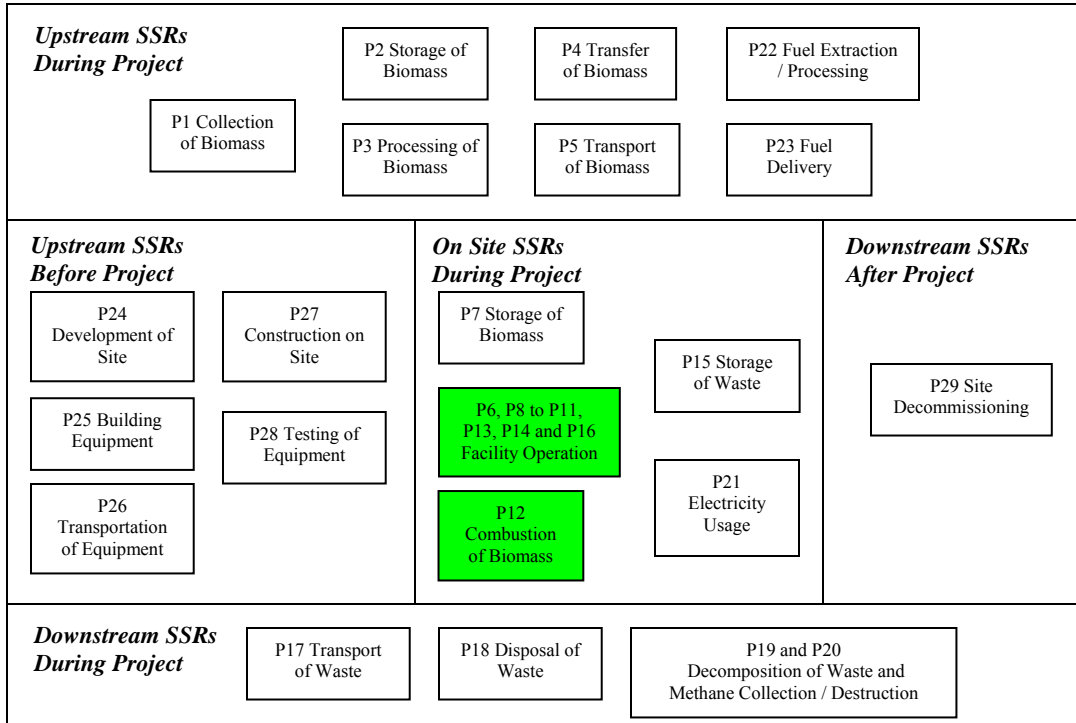 Upstream SSRs
During Project
P1 Collection
of Biomass
P2 Storage of
Biomass
P3 Processing of
Biomass
P4 Transfer
of Biomass
P5 Transport of
Biomass
P22 Fuel Extraction
/ Processing
P23 Fuel
Delivery
Upstream SSRs
Before Project
P24
Development of
Site
P25 Building
Equipment
P26
Transportation
of Equipment
P27
Construction on
Site
P28 Testing of
Equipment
On Site SSRs
During Project
P7 Storage of
Biomass
P6, P8 to P11,
P13, P14 and P16
Facility Operation
P12
Combustion
of Biomass
P15 Storage
of Waste
P21
Electricity
Usage
Downstream SSRs
After Project
P29 Site
Decommissioning
Downstream SSRs
During Project
P17 Transport
of Waste
P18 Disposal of
Waste
P19 and P20
Decomposition of Waste and
Methane Collection / Destruction